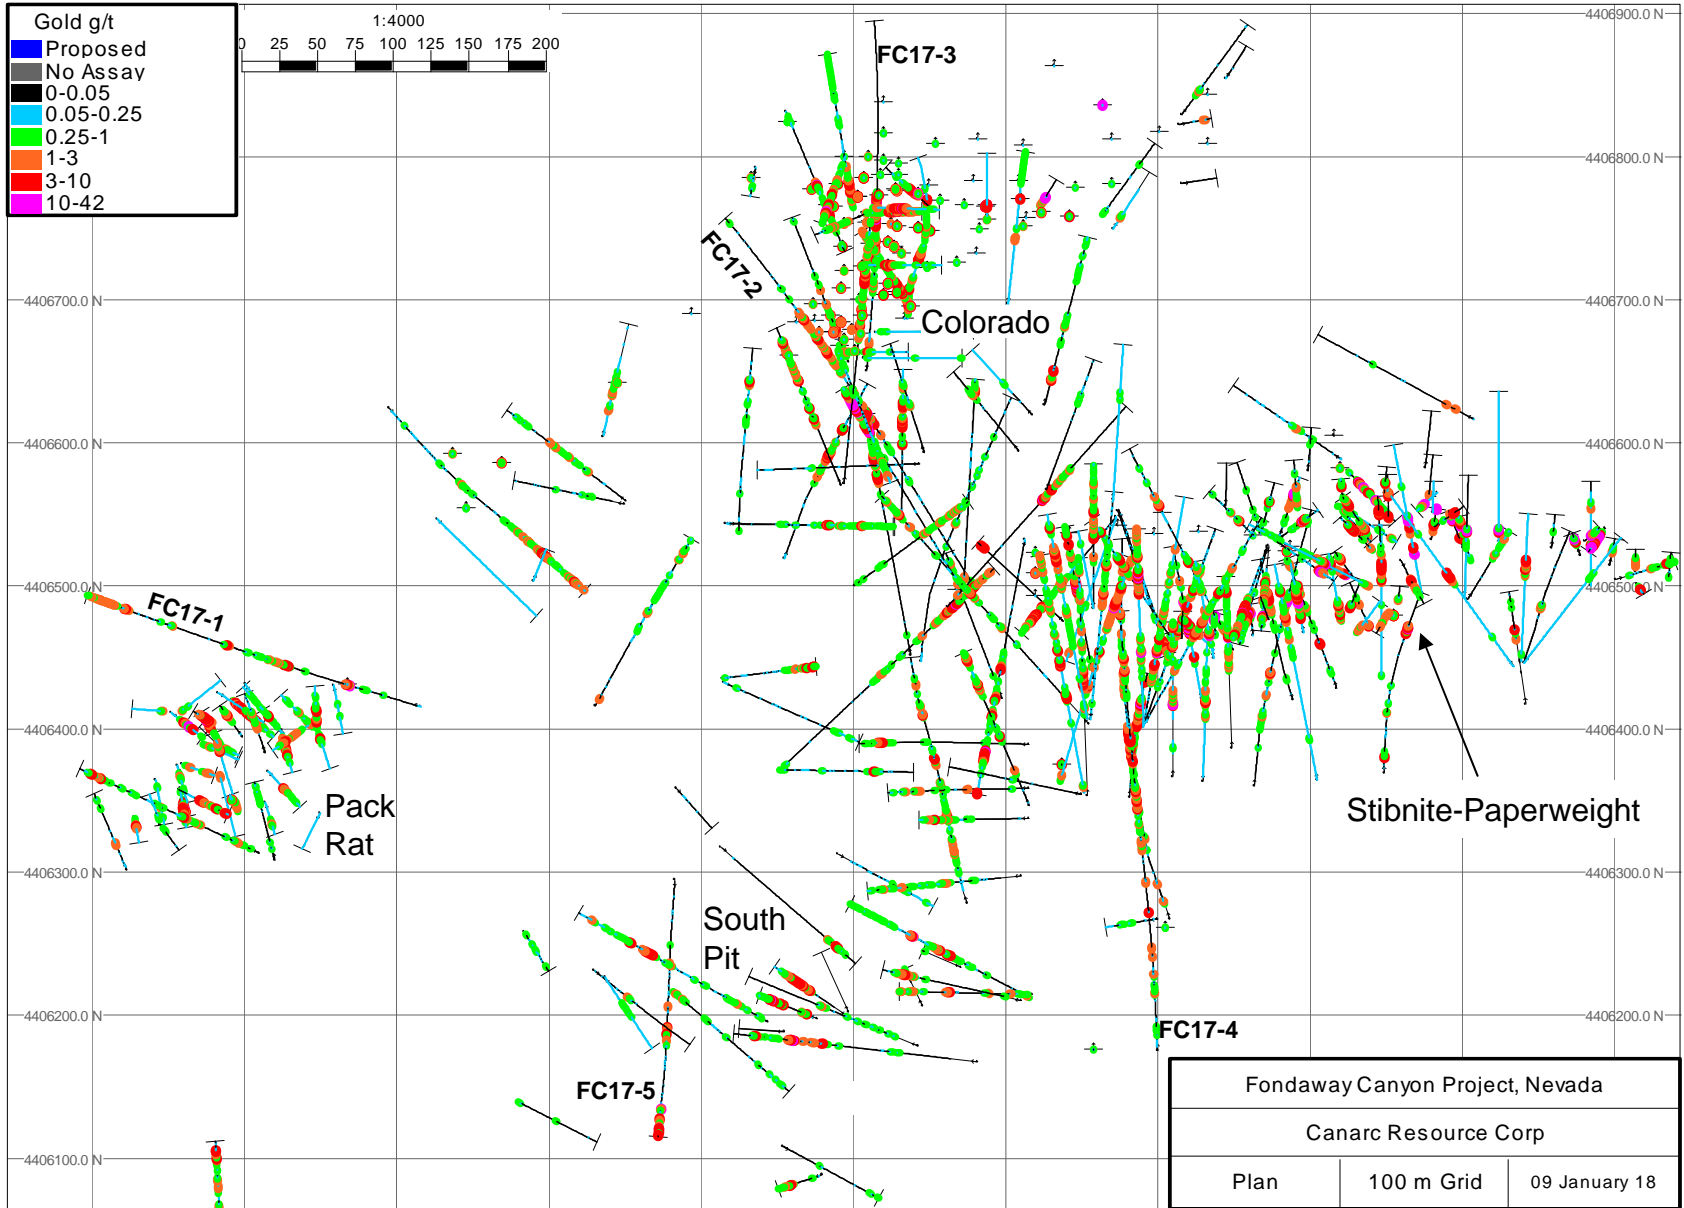 Gold g/t
Proposed
No Assay
0-0.05
0.05-0.25
0.25-1
1-3
3-10
10-42
1:4000
0 25 50 75 100 125 150 175 200
4406900.0 N
FC17-3
4406800.0 N
4406800.0 N
FC17-2
4406700.0 N
4406700.0 N
Colorado
4406600.0 N
4406600.0 N
4406500.0 N
4406500.0 N
FC17-1
4406400.0 N
4406400.0 N
Pack
Rat
Stibnite-Paperweight
4406300.0 N
4406300.0 N
South
Pit
4406200.0 N
4406200.0 N
FC17-4
FC17-5
4406100.0 N
Fondaway Canyon Project, Nevada
Canarc Resource Corp
Plan 100 m Grid 09 January 18